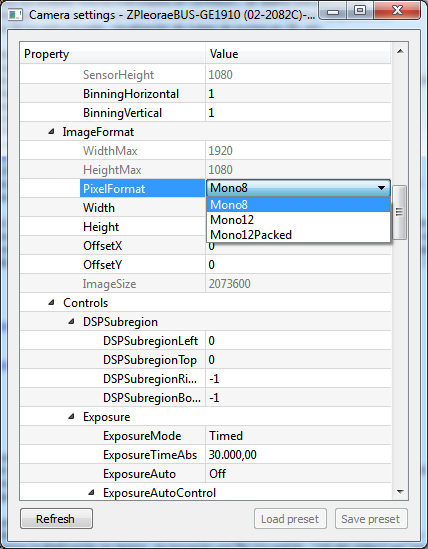 Camera settings - ZPleoraeBUS-GE1910 (02-2082C)-...
Property Value
SensorHeight 1080
BinningHorizontal 1
BinningVertical 1
ImageFormat
WidthMax 1920
HeightMax 1080
PixelFormat Mono8
Width Mono8
Height Mono12
Mono12Packed
OffsetX 0
OffsetY 0
ImageSize 2073600
Controls
DSPSubregion
DSPSubregionLeft 0
DSPSubregionTop 0
DSPSubregionRi... -1
DSPSubregionBo... -1
Exposure
ExposureMode Timed
ExposureTimeAbs 30.000,00
ExposureAuto Off
ExposureAutoControl
Refresh Load preset Save preset